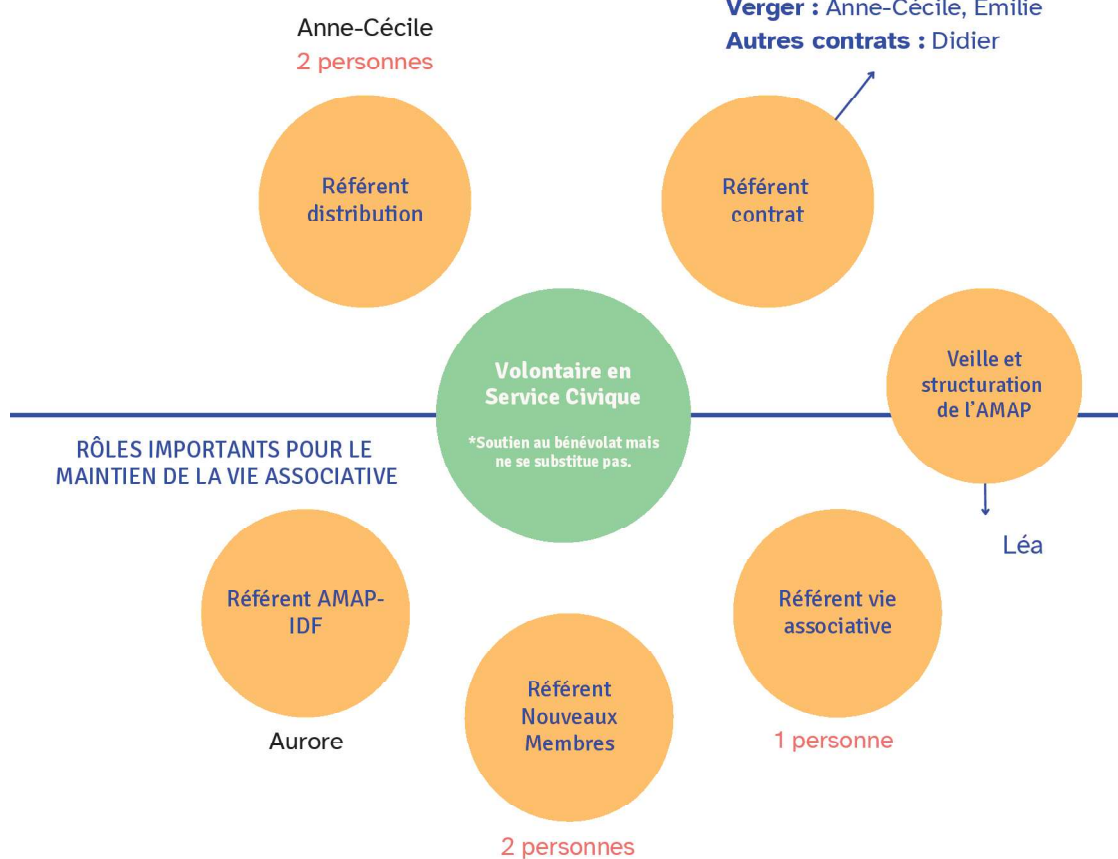 Verger : Anne-Cécile, Emilie
Autres contrats : Didier
Anne-Cécile
2 personnes
Référent
distribution
Référent
contrat
Volontaire en
Service Civique
*Soutien au bénévolat mais
ne se substitue pas.
Veille et
structuration
de l'AMAP
Léa
RÔLES IMPORTANTS POUR LE
MAINTIEN DE LA VIE ASSOCIATIVE
Référent AMAP-
IDF
Aurore
Référent
Nouveaux
Membres
2 personnes
Référent vie
associative
1 personne